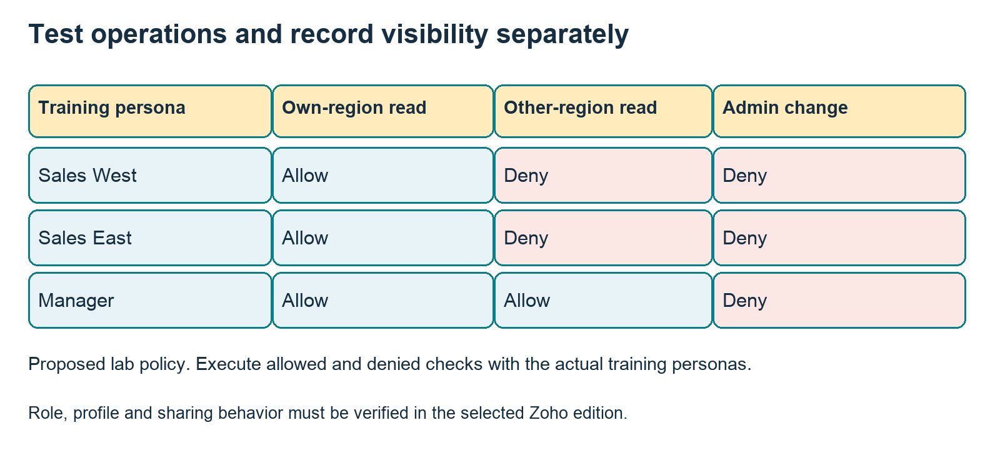 Test operations and record visibility separately
Training persona Own-region read Other-region read Admin change
Sales West Allow Deny Deny
Sales East Allow Deny Deny
Manager Allow Allow Deny
Proposed lab policy. Execute allowed and denied checks with the actual training personas.
Role, profile and sharing behavior must be verified in the selected Zoho edition.